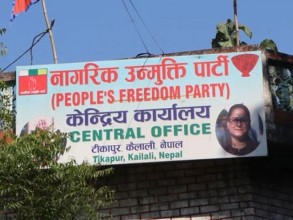 नागरिक उन्मुक्ति पार्टी
(PEOPLE'S FREEDOM PARTY)
केन्द्रिय कार्यालय
CENTRAL OFFICE
टीकापुर, कैलाली, नेपाल
Tikapur, Kailali, Nepal